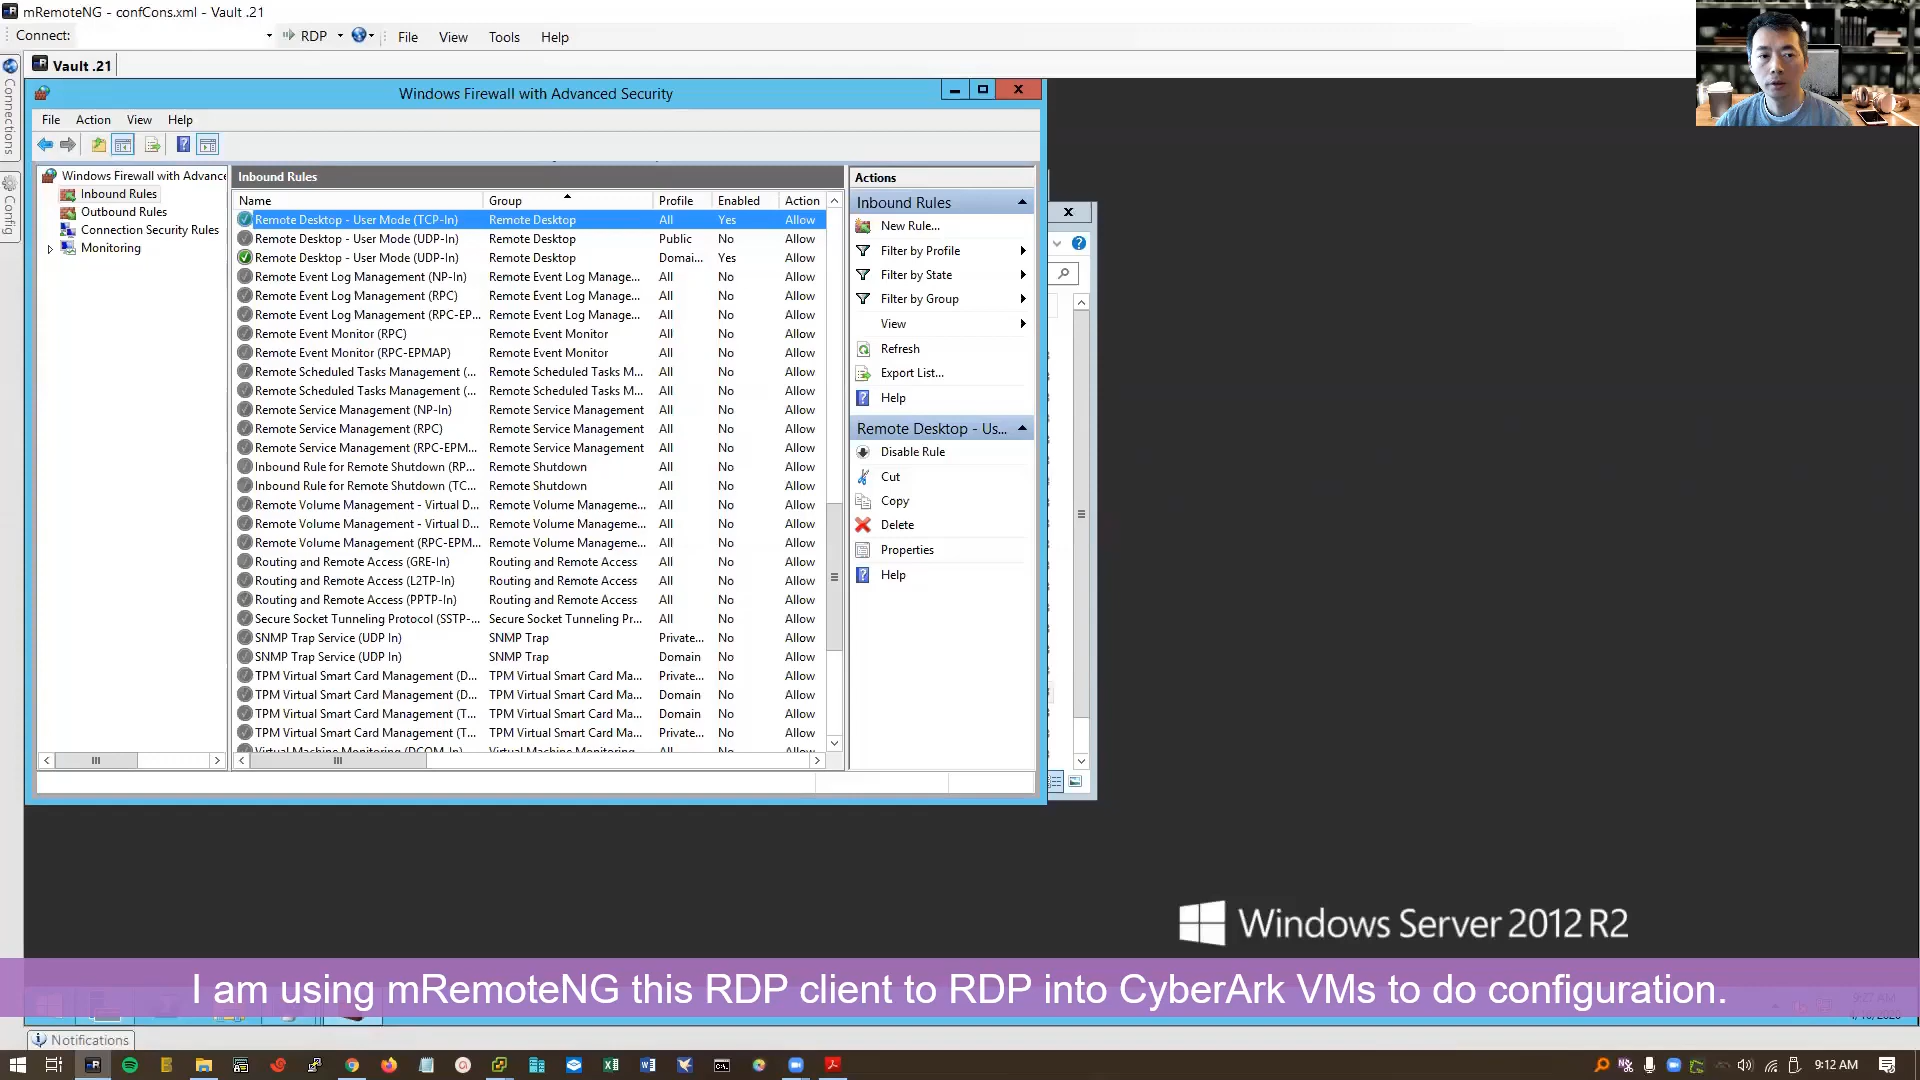 mRemoteNG - confCons.xml - Vault .21
Connect: RDP File View Tools Help
Connections
Config
Vault .21
Windows Firewall with Advanced Security
File Action View Help
Windows Firewall with Advance
Inbound Rules
Outbound Rules
Connection Security Rules
Monitoring
Inbound Rules
Name Group Profile Enabled Action
Remote Desktop - User Mode (TCP-In) Remote Desktop All Yes Allow
Remote Desktop - User Mode (UDP-In) Remote Desktop Public No Allow
Remote Desktop - User Mode (UDP-In) Remote Desktop Domai... Yes Allow
Remote Event Log Management (NP-In) Remote Event Log Manage... All No Allow
Remote Event Log Management (RPC) Remote Event Log Manage... All No Allow
Remote Event Log Management (RPC-EP... Remote Event Log Manage... All No Allow
Remote Event Monitor (RPC) Remote Event Monitor All No Allow
Remote Event Monitor (RPC-EPMAP) Remote Event Monitor All No Allow
Remote Scheduled Tasks Management (... Remote Scheduled Tasks M... All No Allow
Remote Scheduled Tasks Management (... Remote Scheduled Tasks M... All No Allow
Remote Service Management (NP-In) Remote Service Management All No Allow
Remote Service Management (RPC) Remote Service Management All No Allow
Remote Service Management (RPC-EPM... Remote Service Management All No Allow
Inbound Rule for Remote Shutdown (RP... Remote Shutdown All No Allow
Inbound Rule for Remote Shutdown (TC... Remote Shutdown All No Allow
Remote Volume Management - Virtual D... Remote Volume Manageme... All No Allow
Remote Volume Management - Virtual D... Remote Volume Manageme... All No Allow
Remote Volume Management (RPC-EPM... Remote Volume Manageme... All No Allow
Routing and Remote Access (GRE-In) Routing and Remote Access All No Allow
Routing and Remote Access (L2TP-In) Routing and Remote Access All No Allow
Routing and Remote Access (PPTP-In) Routing and Remote Access All No Allow
Secure Socket Tunneling Protocol (SSTP-... Secure Socket Tunneling Pr... All No Allow
SNMP Trap Service (UDP In) SNMP Trap Private... No Allow
SNMP Trap Service (UDP In) SNMP Trap Domain No Allow
TPM Virtual Smart Card Management (D... TPM Virtual Smart Card Ma... Private... No Allow
TPM Virtual Smart Card Management (D... TPM Virtual Smart Card Ma... Domain No Allow
TPM Virtual Smart Card Management (T... TPM Virtual Smart Card Ma... Domain No Allow
TPM Virtual Smart Card Management (T... TPM Virtual Smart Card Ma... Private... No Allow
Virtual Machine Monitoring (DCOM-In) Virtual Machine Monitoring All No Allow
Actions
Inbound Rules
New Rule...
Filter by Profile
Filter by State
Filter by Group
View
Refresh
Export List...
Help
Remote Desktop - Us...
Disable Rule
Cut
Copy
Delete
Properties
Help
Windows Server 2012 R2
I am using mRemoteNG this RDP client to RDP into CyberArk VMs to do configuration.
Notifications
9:12 AM